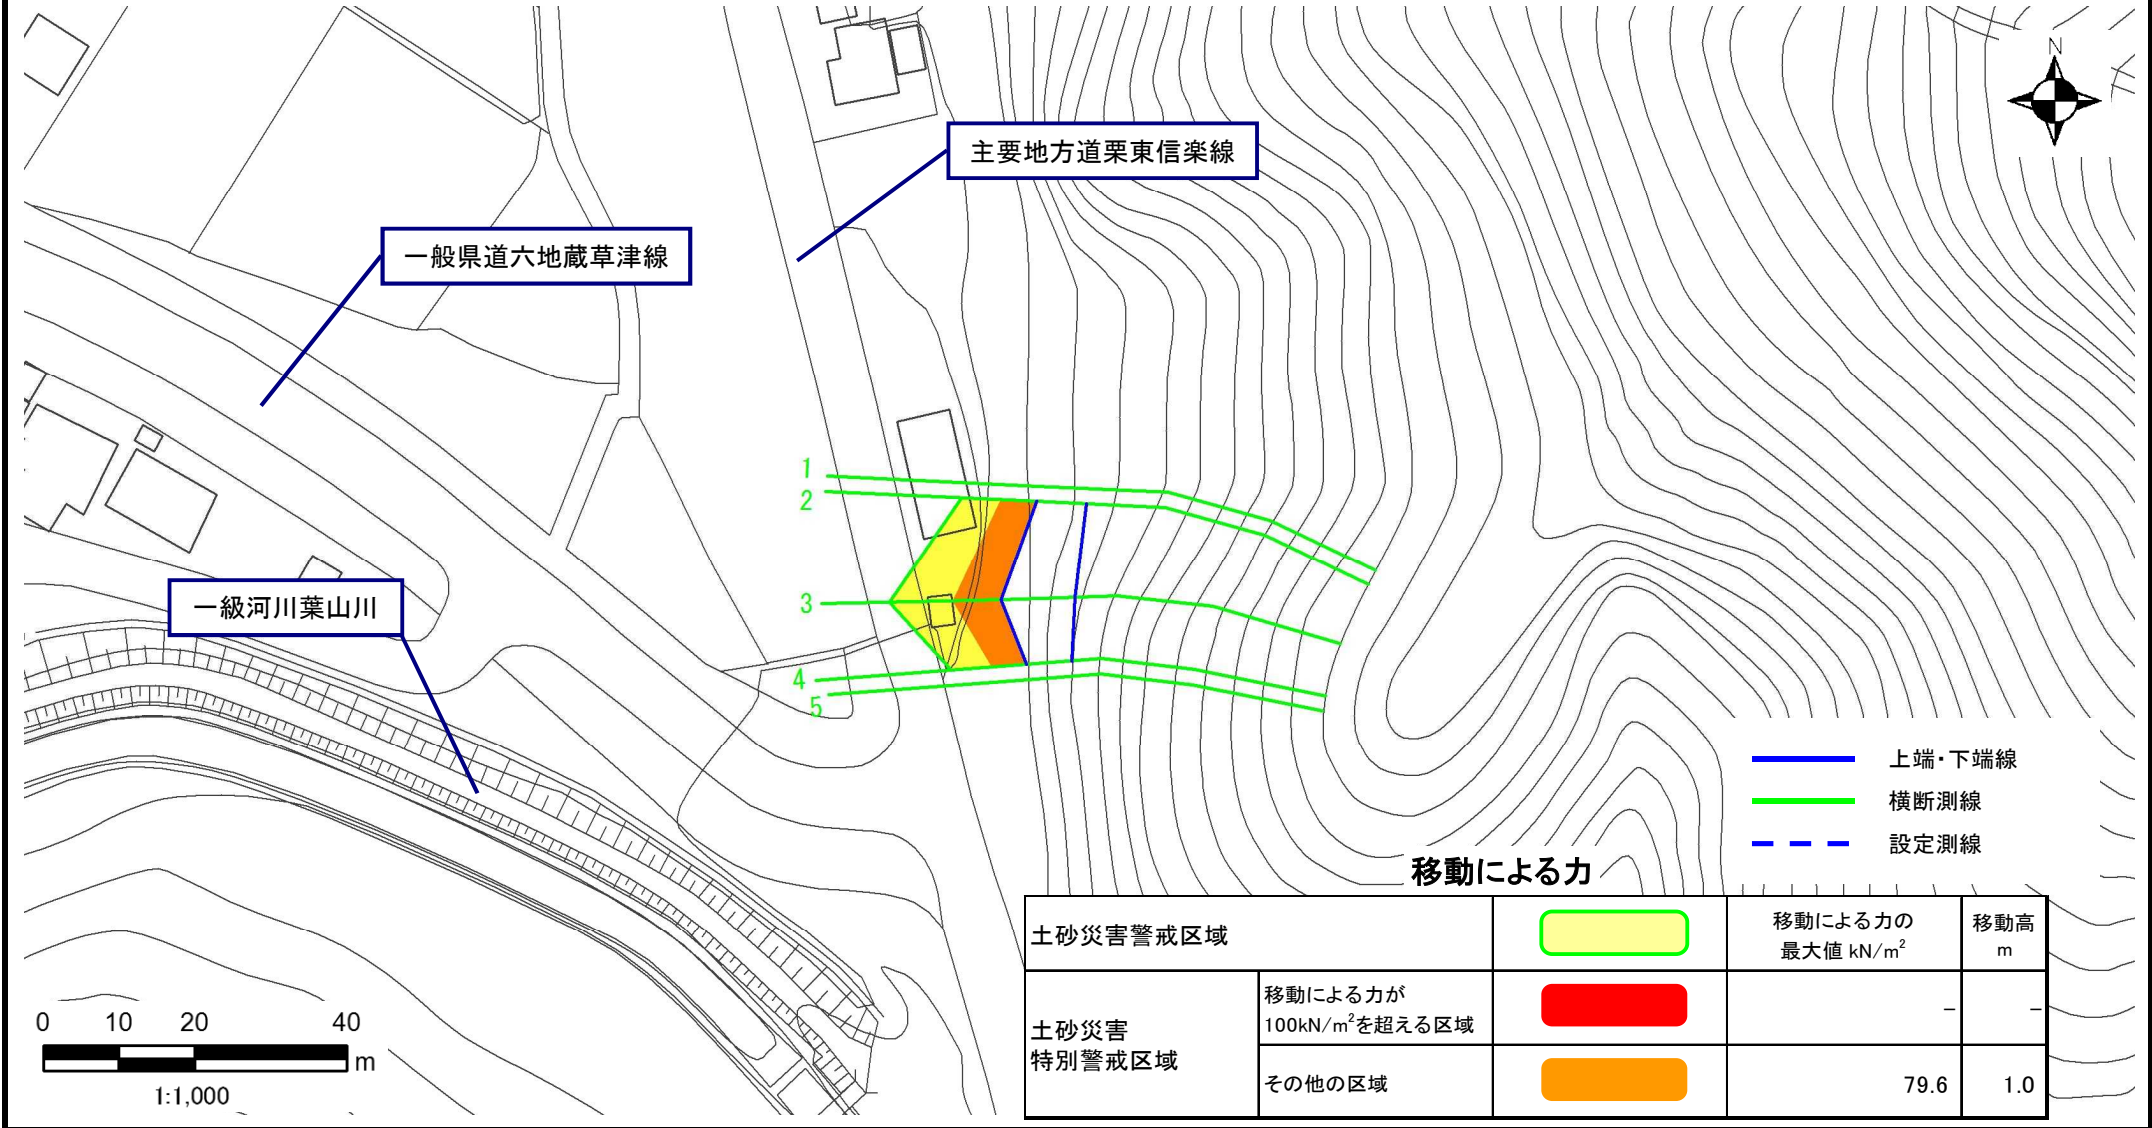 N
主要地方道栗東信楽線
一般県道六地蔵草津線
一級河川葉山川
1
2
3
4
5
上端・下端線
横断測線
設定測線
移動による力
土砂災害警戒区域
移動による力の
最大値 kN/m²
移動高
m
土砂災害
特別警戒区域
移動による力が
100kN/m²を超える区域
-
-
その他の区域
79.6
1.0
0 10 20 40
m
1:1,000